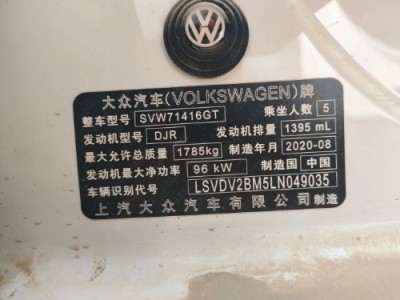 大众汽车(VOLKSWAGEN)牌
整车型号 SVW71416GT 乘坐人数 5
发动机型号 DJR 发动机排量 1395 mL
最大允许总质量 1785kg 制造年月 2020-08
发动机最大净功率 96 kW 制造国 中国
车辆识别代号 LSVDV2BM5LN049035
上汽大众汽车有限公司 制造